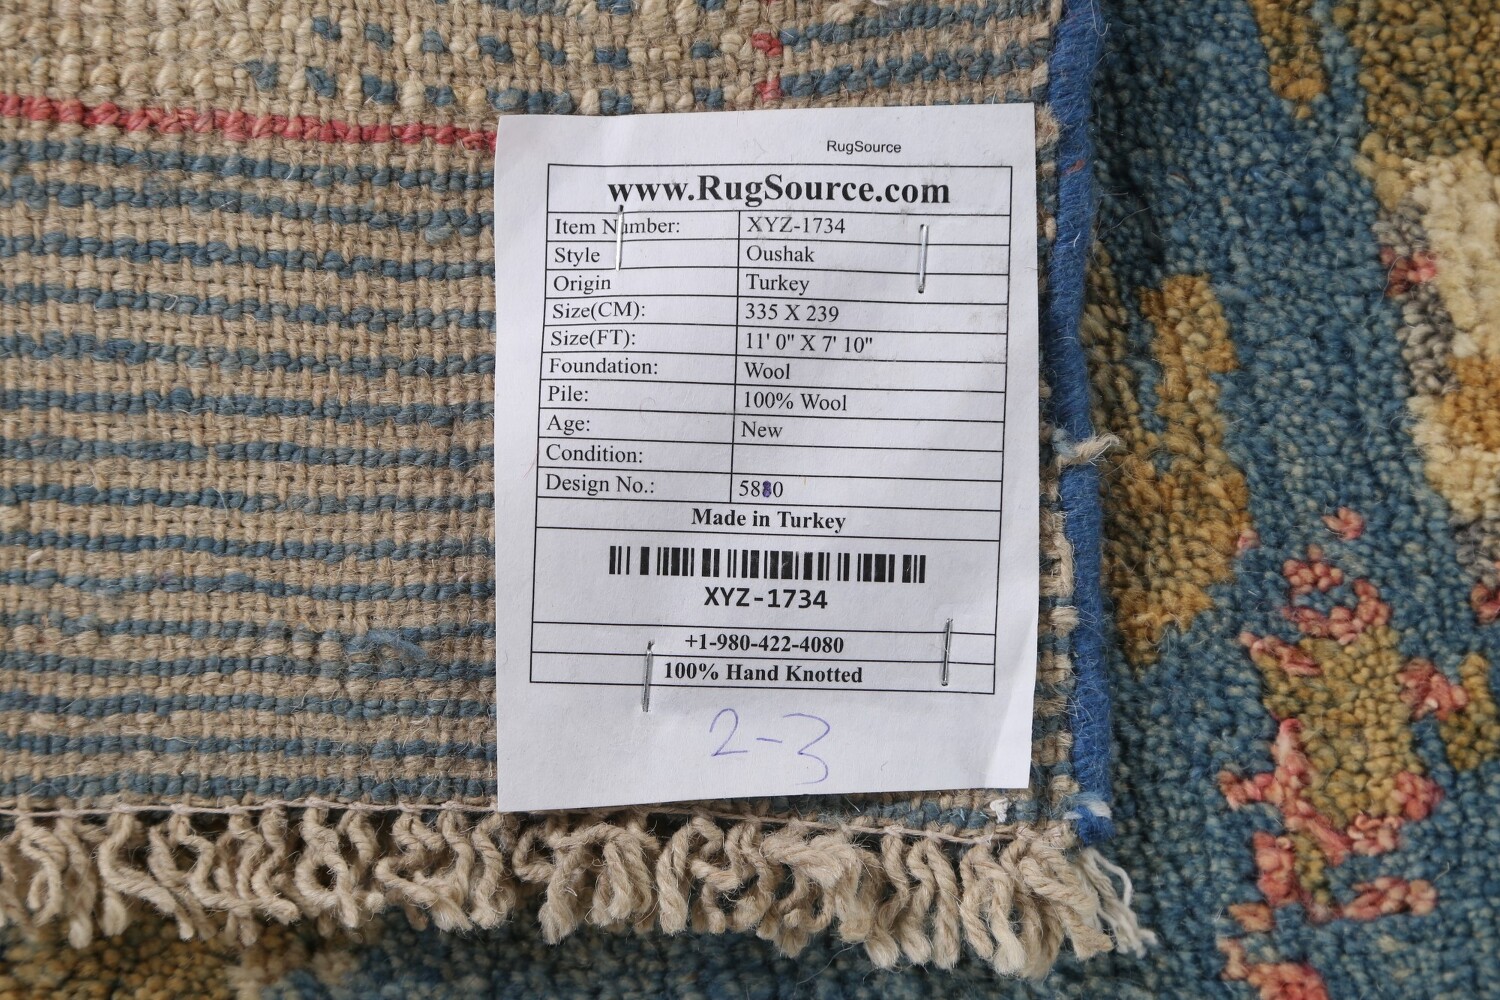 RugSource
www.RugSource.com
Item Number: XYZ-1734
Style Oushak
Origin Turkey
Size(CM): 335 X 239
Size(FT): 11' 0" X 7' 10"
Foundation: Wool
Pile: 100% Wool
Age: New
Condition:
Design No.: 5880
Made in Turkey
XYZ-1734
+1-980-422-4080
100% Hand Knotted
2-3